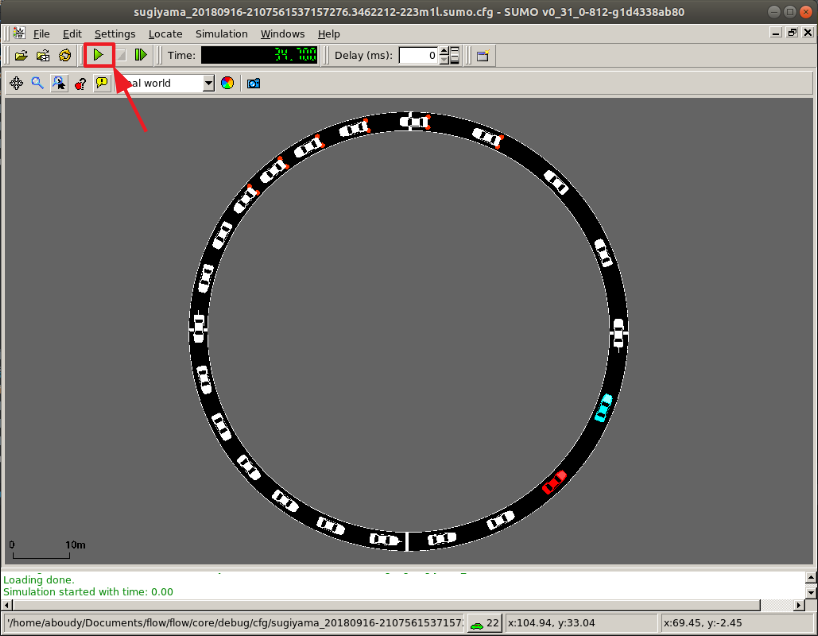 sugiyama_20180916-2107561537157276.3462212-223m1l.sumo.cfg - SUMO v0_31_0-812-g1d4338ab80
File Edit Settings Locate Simulation Windows Help
Time: 34.700 Delay (ms): 0
al world
0 10m
Loading done.
Simulation started with time: 0.00
'/home/aboudy/Documents/flow/flow/core/debug/cfg/sugiyama_20180916-21075615371572 22 x:104.94, y:33.04 x:69.45, y:-2.45